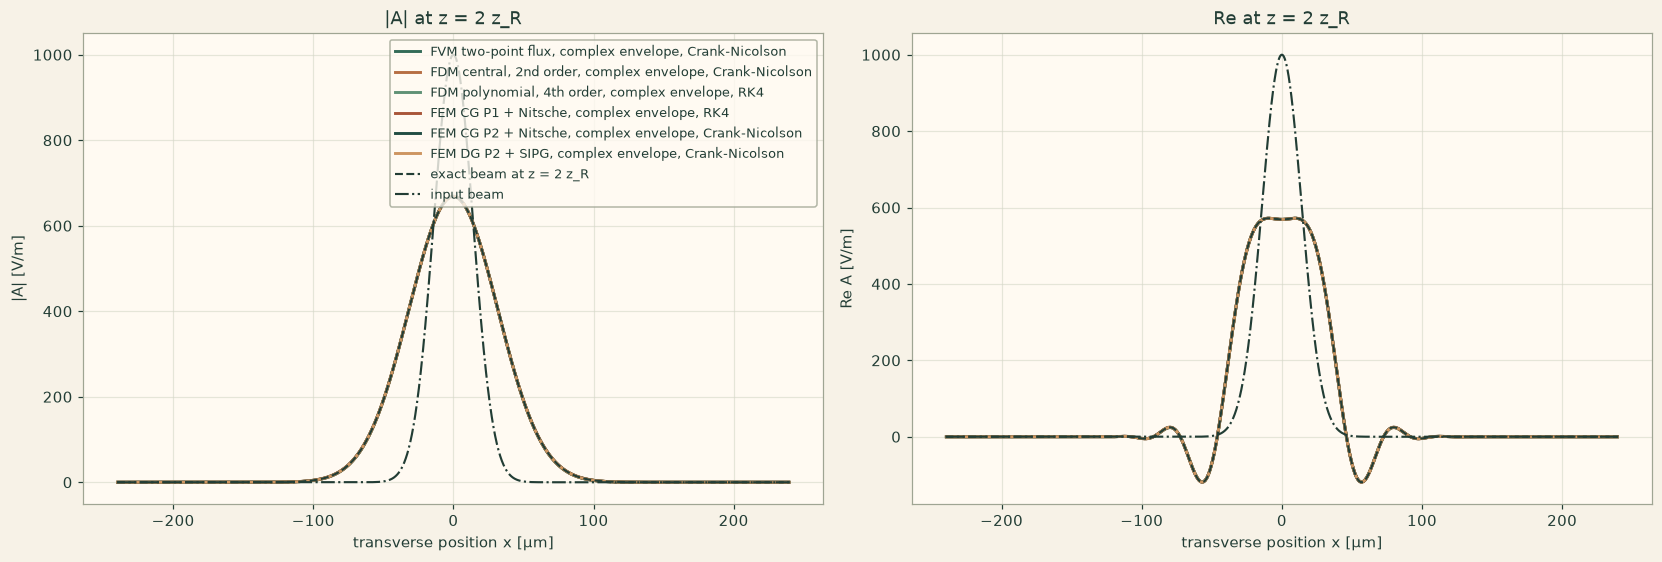 |A| at z = 2 z_R
1000
800
600
400
200
0
|A| [V/m]
FVM two-point flux, complex envelope, Crank-Nicolson
FDM central, 2nd order, complex envelope, Crank-Nicolson
FDM polynomial, 4th order, complex envelope, RK4
FEM CG P1 + Nitsche, complex envelope, RK4
FEM CG P2 + Nitsche, complex envelope, Crank-Nicolson
FEM DG P2 + SIPG, complex envelope, Crank-Nicolson
exact beam at z = 2 z_R
input beam
−200 −100 0 100 200
transverse position x [µm]
Re at z = 2 z_R
1000
800
600
400
200
0
Re A [V/m]
−200 −100 0 100 200
transverse position x [µm]